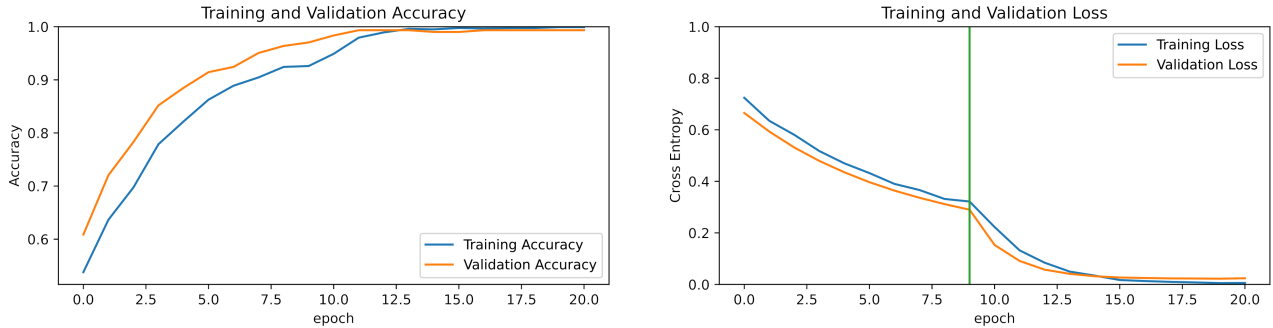 Training and Validation Accuracy
1.0
0.9
0.8
0.7
0.6
Accuracy
Training Accuracy
Validation Accuracy
0.0 2.5 5.0 7.5 10.0 12.5 15.0 17.5 20.0
epoch
Training and Validation Loss
1.0
0.8
0.6
0.4
0.2
0.0
Cross Entropy
Training Loss
Validation Loss
0.0 2.5 5.0 7.5 10.0 12.5 15.0 17.5 20.0
epoch